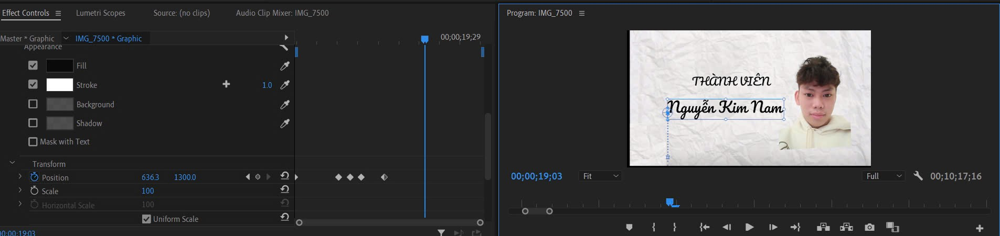 Effect Controls
Lumetri Scopes
Source: (no clips)
Audio Clip Mixer: IMG_7500
Master * Graphic
IMG_7500 * Graphic
00;00;19;29
Appearance
Fill
Stroke
1.0
Background
Shadow
Mask with Text
Transform
Position 636.3 1300.0
Scale 100
Horizontal Scale 100
Uniform Scale
00;00;19;03
Program: IMG_7500
THÀNH VIÊN
Nguyễn Kim Nam
00;00;19;03
Fit
Full
00;10;17;16